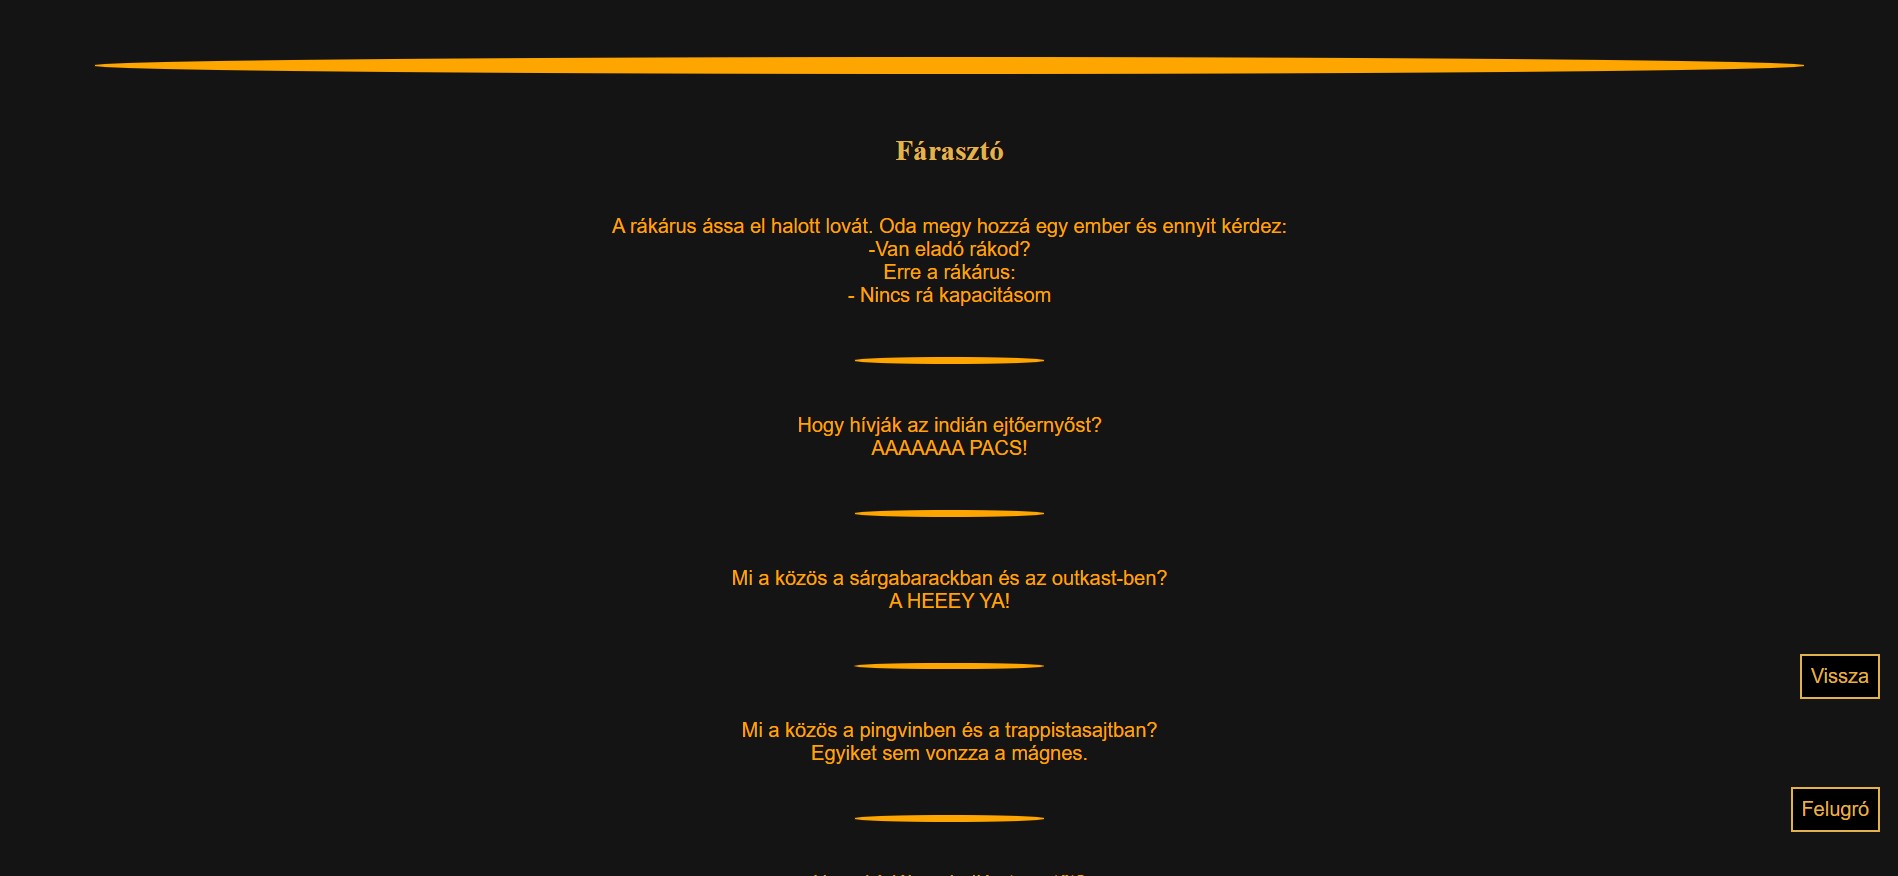 Fárasztó
A rákárus ássa el halott lovát. Oda megy hozzá egy ember és ennyit kérdez:
-Van eladó rákod?
Erre a rákárus:
- Nincs rá kapacitásom
Hogy hívják az indián ejtőernyőst?
AAAAAAA PACS!
Mi a közös a sárgabarackban és az outkast-ben?
A HEEEY YA!
Mi a közös a pingvinben és a trappistasajtban?
Egyiket sem vonzza a mágnes.
Vissza
Felugró